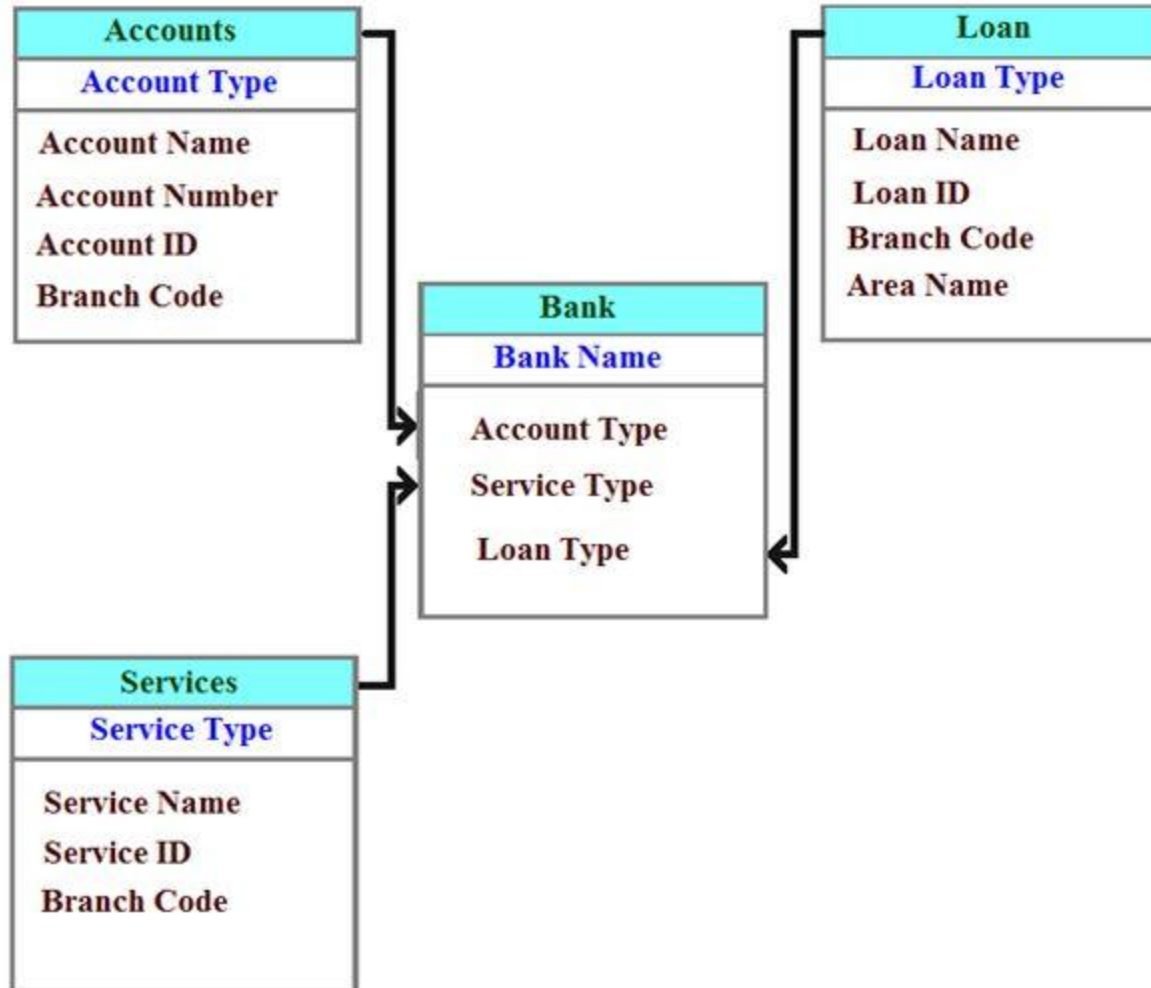 Accounts
Account Type
Account Name
Account Number
Account ID
Branch Code
Loan
Loan Type
Loan Name
Loan ID
Branch Code
Area Name
Bank
Bank Name
Account Type
Service Type
Loan Type
Services
Service Type
Service Name
Service ID
Branch Code